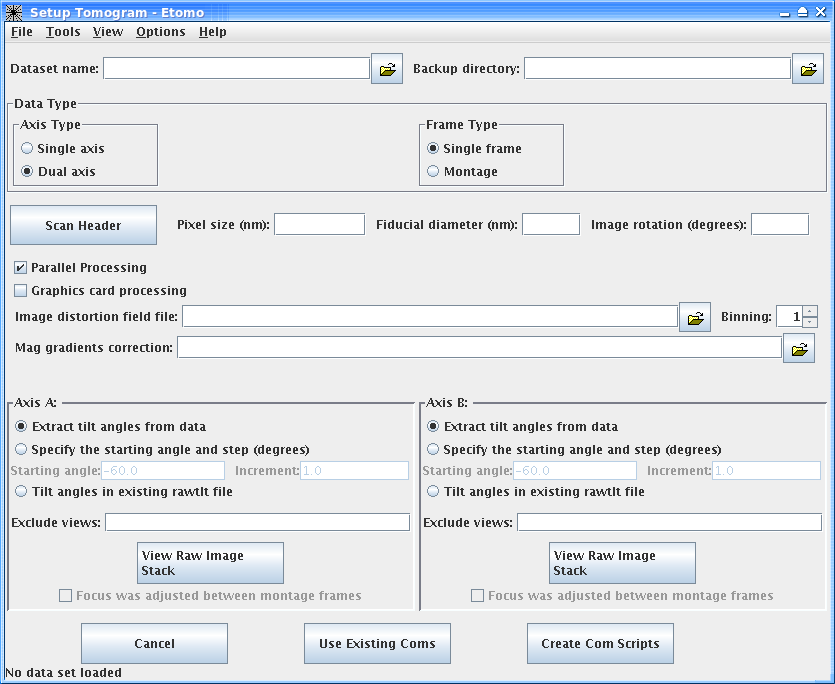 Setup Tomogram - Etomo
File Tools View Options Help
Dataset name: Backup directory:
Data Type
Axis Type Frame Type
Single axis Single frame
Dual axis Montage
Scan Header Pixel size (nm): Fiducial diameter (nm): Image rotation (degrees):
Parallel Processing
Graphics card processing
Image distortion field file: Binning: 1
Mag gradients correction:
Axis A: Axis B:
Extract tilt angles from data Extract tilt angles from data
Specify the starting angle and step (degrees) Specify the starting angle and step (degrees)
Starting angle: -60.0 Increment: 1.0 Starting angle: -60.0 Increment: 1.0
Tilt angles in existing rawtlt file Tilt angles in existing rawtlt file
Exclude views: Exclude views:
View Raw Image View Raw Image
Stack Stack
Focus was adjusted between montage frames Focus was adjusted between montage frames
Cancel Use Existing Coms Create Com Scripts
No data set loaded